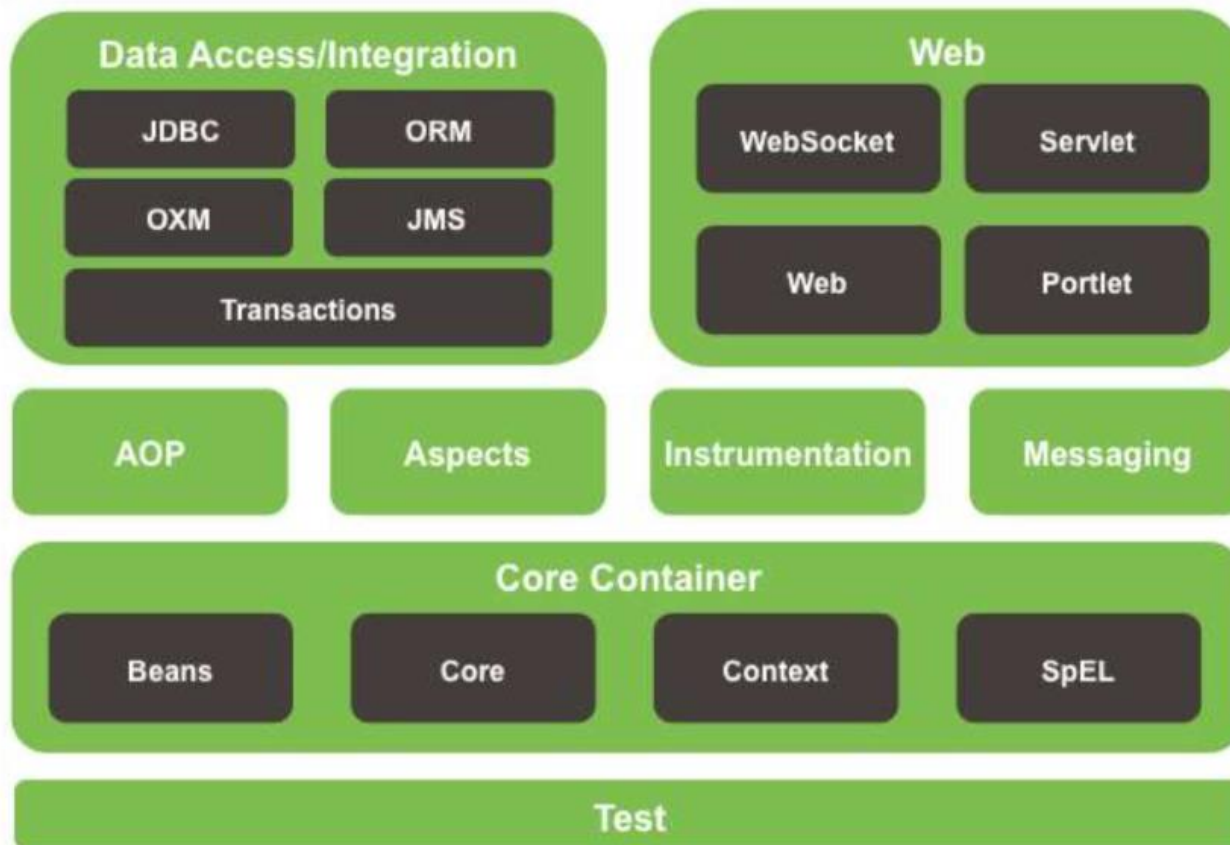 Data Access/Integration
JDBC
ORM
OXM
JMS
Transactions
Web
WebSocket
Servlet
Web
Portlet
AOP
Aspects
Instrumentation
Messaging
Core Container
Beans
Core
Context
SpEL
Test